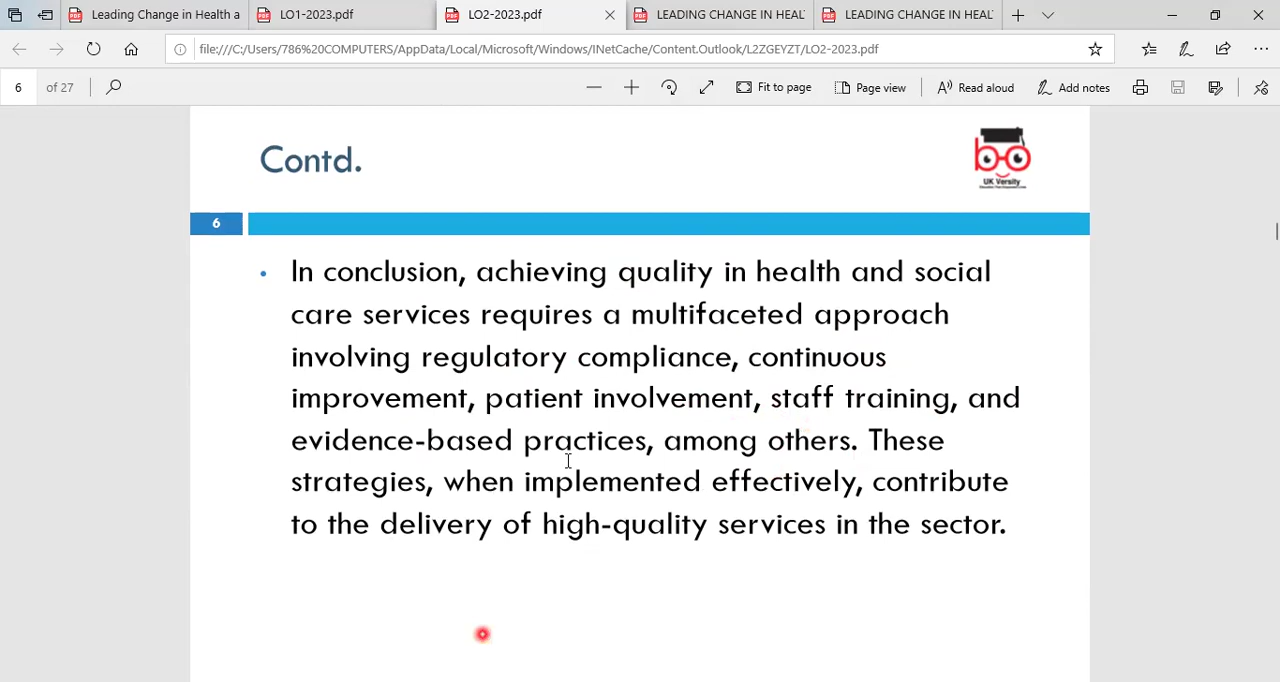 Leading Change in Health a
LO1-2023.pdf
LO2-2023.pdf
LEADING CHANGE IN HEAL
LEADING CHANGE IN HEAL
file:///C:/Users/786%20COMPUTERS/AppData/Local/Microsoft/Windows/INetCache/Content.Outlook/L2ZGEYZT/LO2-2023.pdf
6 of 27
Fit to page
Page view
Read aloud
Add notes
Contd.
UK Versity
6
• In conclusion, achieving quality in health and social
care services requires a multifaceted approach
involving regulatory compliance, continuous
improvement, patient involvement, staff training, and
evidence-based practices, among others. These
strategies, when implemented effectively, contribute
to the delivery of high-quality services in the sector.